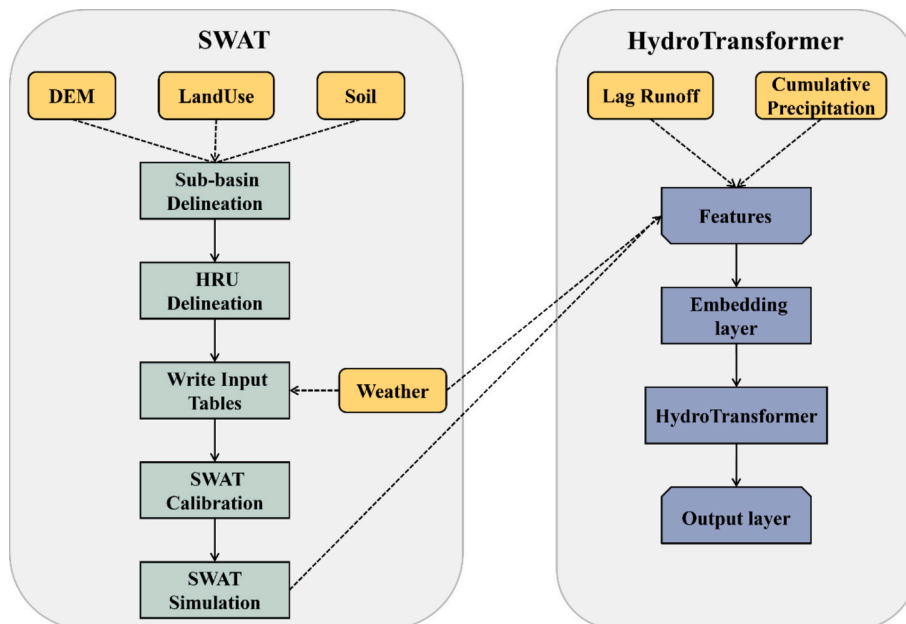 SWAT
DEM
LandUse
Soil
Sub-basin
Delineation
HRU
Delineation
Write Input
Tables
Weather
SWAT
Calibration
SWAT
Simulation
HydroTransformer
Lag Runoff
Cumulative
Precipitation
Features
Embedding
layer
HydroTransformer
Output layer